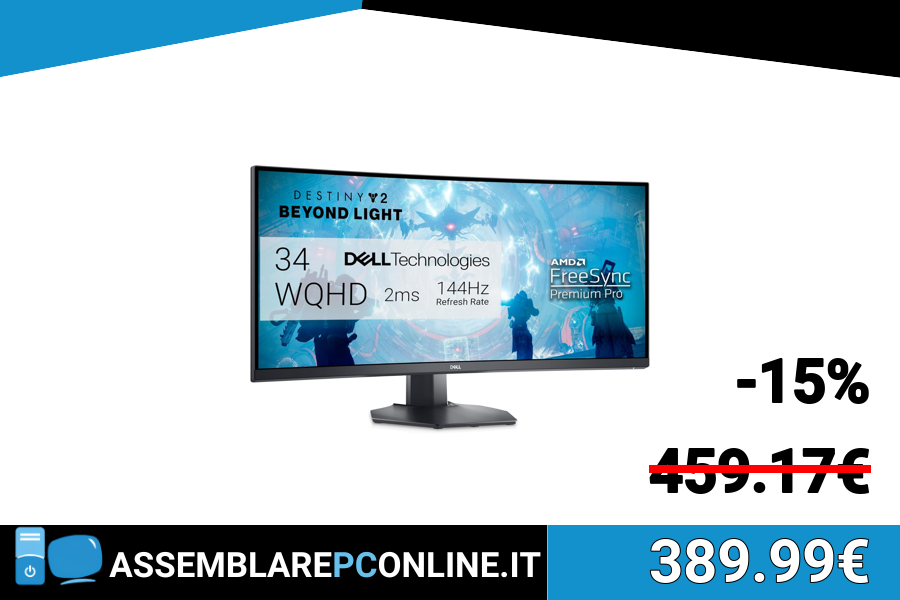 DESTINY 2
BEYOND LIGHT
34
DELL Technologies
WQHD
2ms
144Hz
Refresh Rate
AMD
FreeSync
Premium Pro
DELL
-15%
459.17€
ASSEMBLAREPCONLINE.IT
389.99€